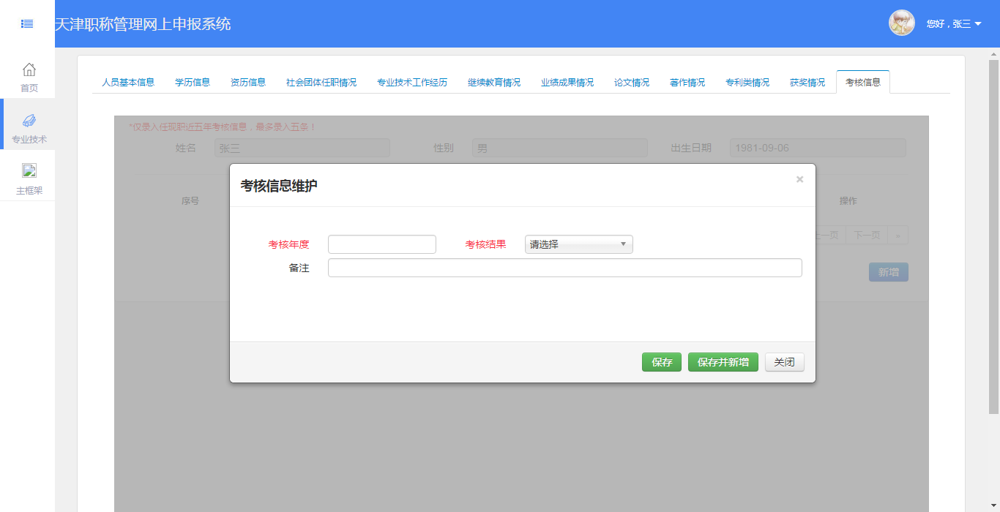 天津职称管理网上申报系统
您好，张三
首页
专业技术
主框架
人员基本信息 学历信息 资历信息 社会团体任职情况 专业技术工作经历 继续教育情况 业绩成果情况 论文情况 著作情况 专利类情况 获奖情况 考核信息
*仅录入任现职近五年考核信息，最多录入五条！
姓名 张三 性别 男 出生日期 1981-09-06
序号 操作
一页 下一页 »
新增
考核信息维护 ×
考核年度 考核结果 请选择
备注
保存 保存并新增 关闭